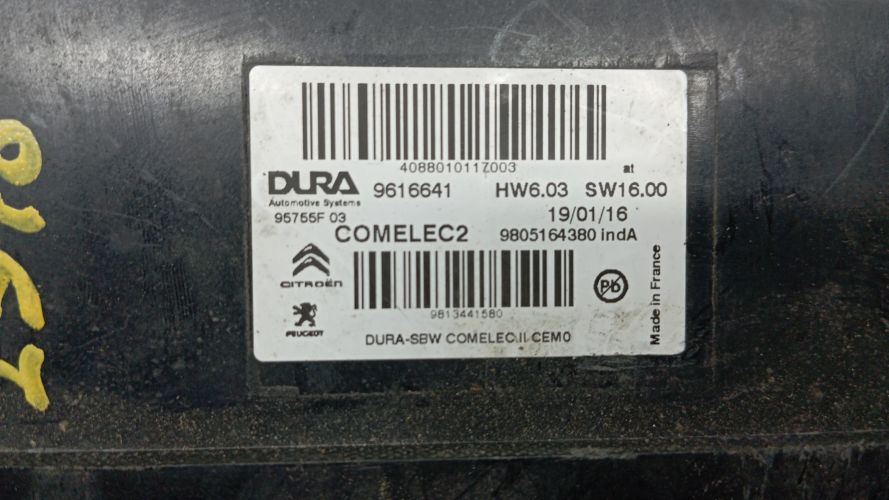 4088010117003
at
DURA
Automotive Systems
9616641
HW6.03 SW16.00
95755F 03
19/01/16
COMELEC2
9805164380 indA
CITROËN
Pb
9813441580
PEUGEOT
DURA-SBW COMELEC.II CEM0
Made in France